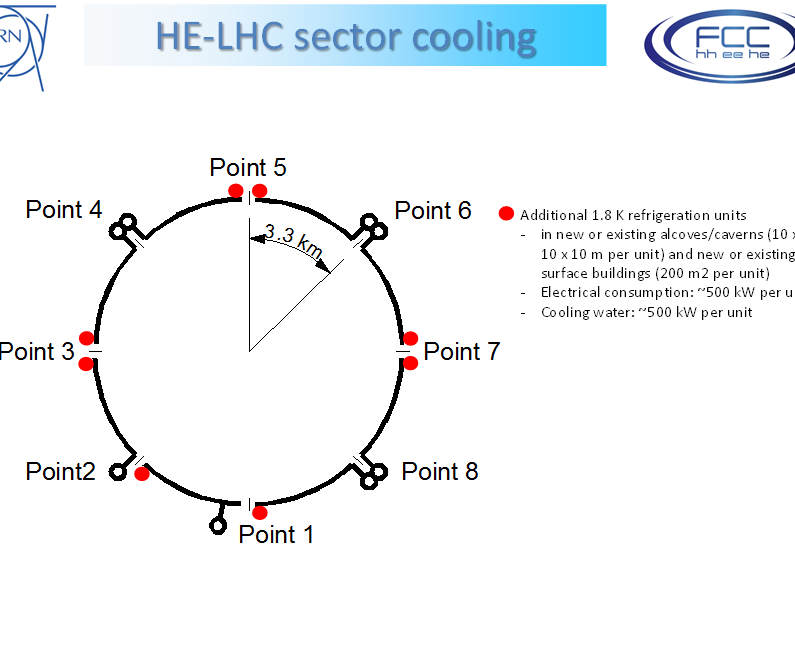 RN
HE-LHC sector cooling
FCC
hh ee he
Point 5
Point 4
Point 6
3.3 km
Additional 1.8 K refrigeration units
- in new or existing alcoves/caverns (10 x
10 x 10 m per unit) and new or existing
surface buildings (200 m2 per unit)
- Electrical consumption: ~500 kW per u
- Cooling water: ~500 kW per unit
Point 3
Point 7
Point2
Point 8
Point 1